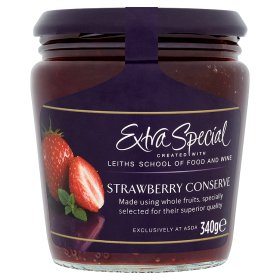 Extra Special
CREATED WITH
LEITHS SCHOOL OF FOOD AND WINE
STRAWBERRY CONSERVE
Made using whole fruits, specially
selected for their superior quality
EXCLUSIVELY AT ASDA 340g℮